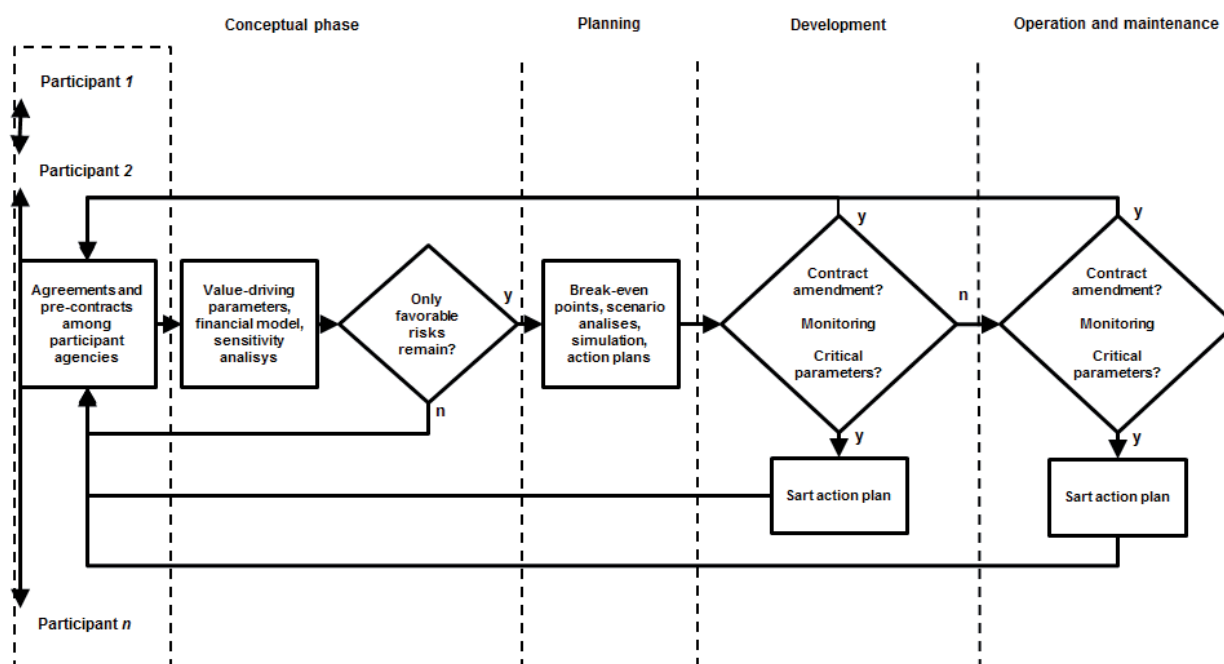 Conceptual phase
Planning
Development
Operation and maintenance
Participant 1
Participant 2
Agreements and
pre-contracts
among
participant
agencies
Value-driving
parameters,
financial model,
sensitivity
analisys
Only
favorable
risks
remain?
y
n
Break-even
points, scenario
analises,
simulation,
action plans
y
Contract
amendment?
Monitoring
Critical
parameters?
n
y
Sart action plan
y
Contract
amendment?
Monitoring
Critical
parameters?
y
Sart action plan
Participant n